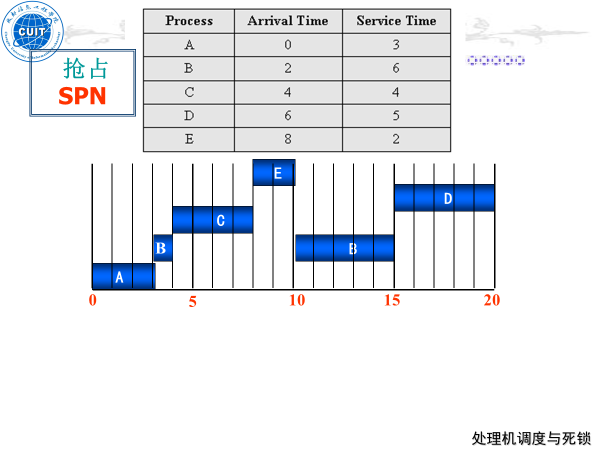 CUIT
抢占
SPN
Process Arrival Time Service Time
A 0 3
B 2 6
C 4 4
D 6 5
E 8 2
E
D
C
B B
A
0 5 10 15 20
处理机调度与死锁